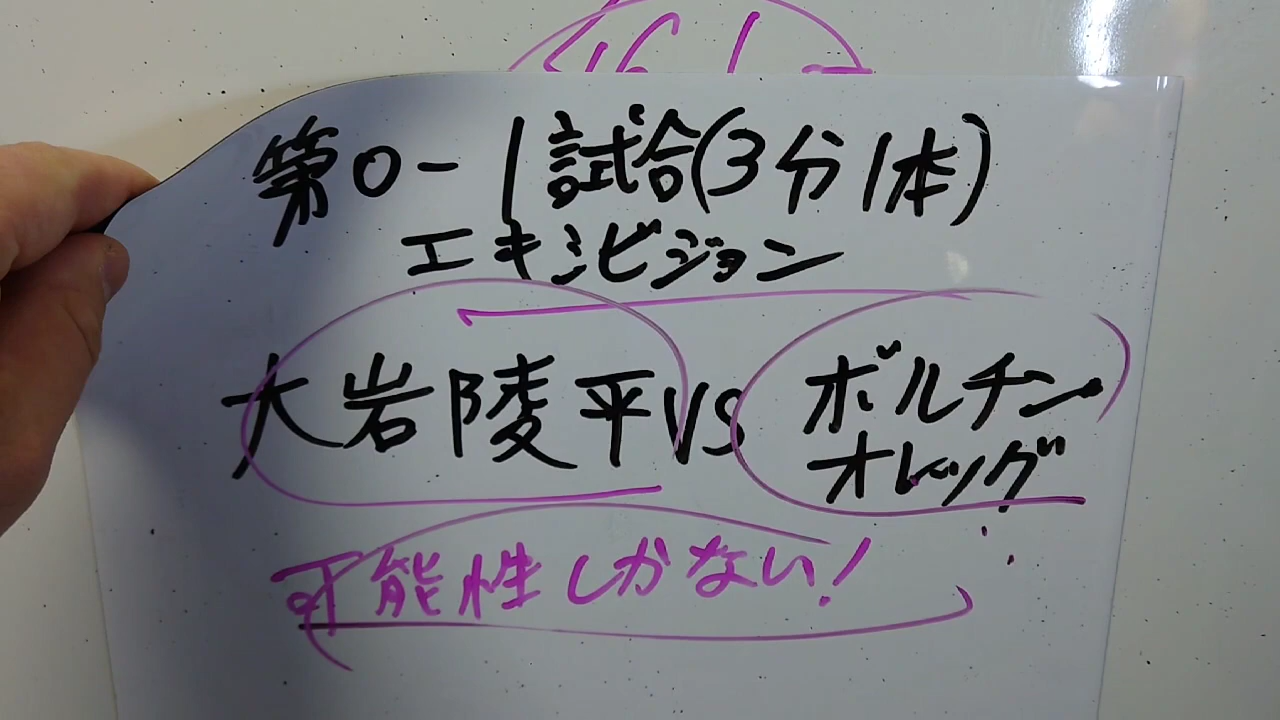 第0-1試合(3分1本)
エキシビジョン
大岩陵平VSボルチン
オレッグ
可能性しかない!